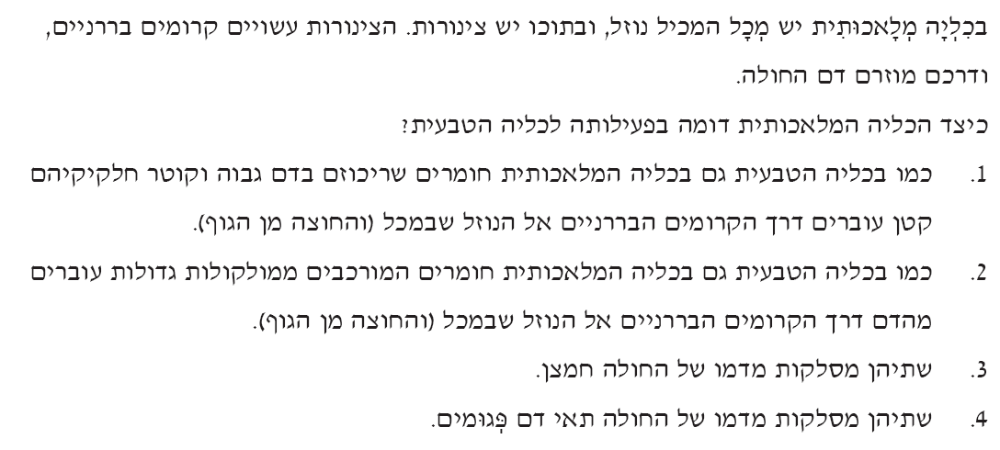 בכִלְיָה מְלָאכוּתִית יש מְכָל המכיל נוזל, ובתוכו יש צינורות. הצינורות עשויים קרומים בררניים,
ודרכם מוזרם דם החולה.
כיצד הכליה המלאכותית דומה בפעילותה לכליה הטבעית?
1. כמו בכליה הטבעית גם בכליה המלאכותית חומרים שריכוזם בדם גבוה וקוטר חלקיקיהם
קטן עוברים דרך הקרומים הבררניים אל הנוזל שבמכל (והחוצה מן הגוף).
2. כמו בכליה הטבעית גם בכליה המלאכותית חומרים המורכבים ממולקולות גדולות עוברים
מהדם דרך הקרומים הבררניים אל הנוזל שבמכל (והחוצה מן הגוף).
3. שתיהן מסלקות מדמו של החולה חמצן.
4. שתיהן מסלקות מדמו של החולה תאי דם פְּגוּמים.